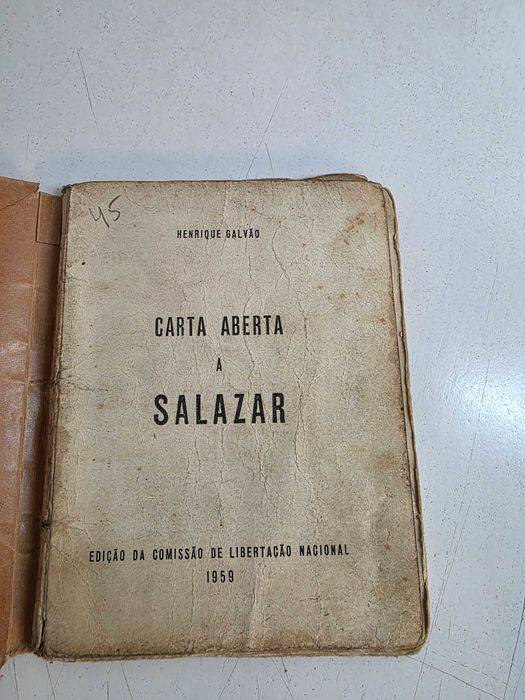 45
HENRIQUE GALVÃO
CARTA ABERTA
A
SALAZAR
EDIÇÃO DA COMISSÃO DE LIBERTAÇÃO NACIONAL
1959